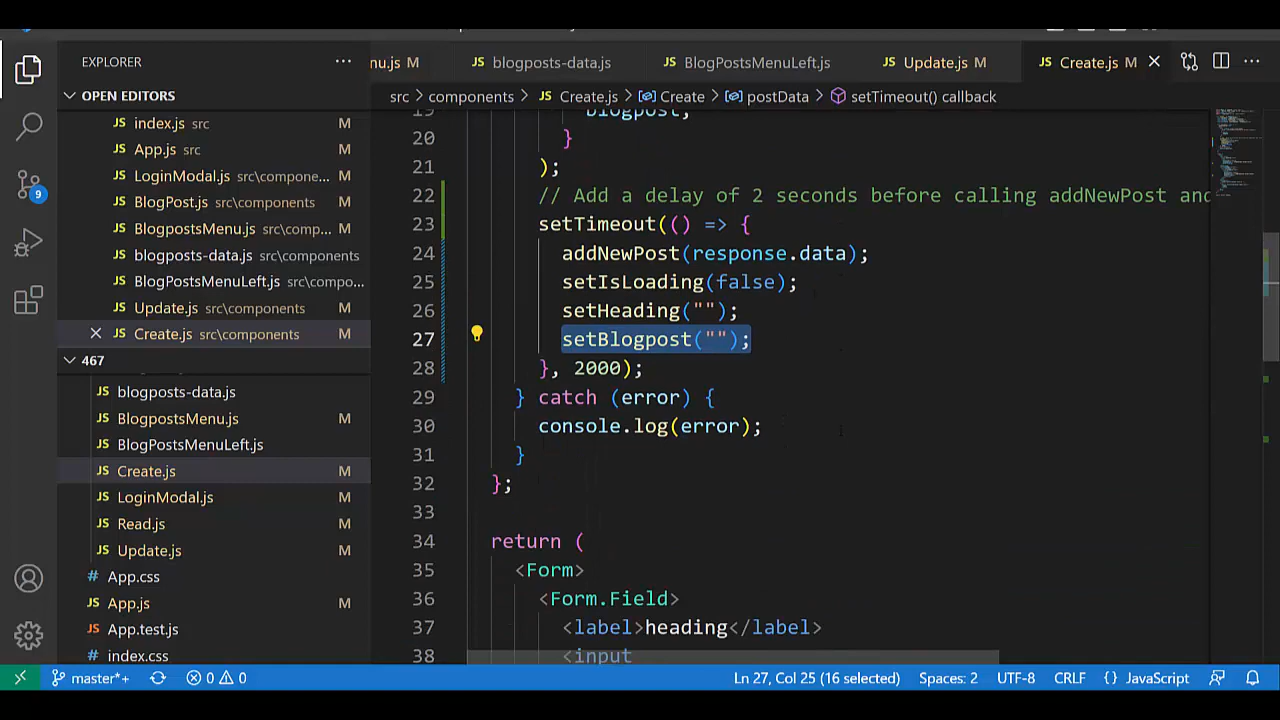 EXPLORER
nu.js M
blogposts-data.js
BlogPostsMenuLeft.js
Update.js M
Create.js M
OPEN EDITORS
src components Create.js Create postData setTimeout() callback
index.js src M
App.js src M
LoginModal.js src\compone... M
BlogPost.js src\components M
BlogpostsMenu.js src\comp... M
blogposts-data.js src\components
BlogPostsMenuLeft.js src\compo...
Update.js src\components M
Create.js src\components M
467
blogposts-data.js
BlogpostsMenu.js M
BlogPostsMenuLeft.js
Create.js M
LoginModal.js M
Read.js M
Update.js M
App.css
App.js M
App.test.js M
index.css
9
19 blogpost,
20 }
21 );
22 // Add a delay of 2 seconds before calling addNewPost and
23 setTimeout(() => {
24 addNewPost(response.data);
25 setIsLoading(false);
26 setHeading("");
27 setBlogpost("");
28 }, 2000);
29 } catch (error) {
30 console.log(error);
31 }
32 };
33
34 return (
35 <Form>
36 <Form.Field>
37 <label>heading</label>
38 <input
master*+ 0 0 Ln 27, Col 25 (16 selected) Spaces: 2 UTF-8 CRLF {} JavaScript